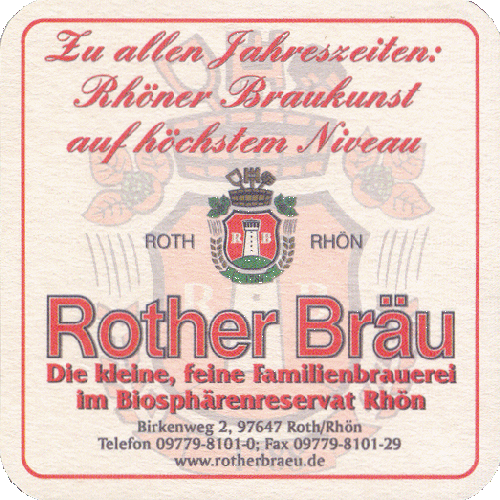 Zu allen Jahreszeiten:
Rhöner Braukunst
auf höchstem Niveau
ROTH R B RHÖN
Rother Bräu
Die kleine, feine Familienbrauerei
im Biosphärenreservat Rhön
Birkenweg 2, 97647 Roth/Rhön
Telefon 09779-8101-0; Fax 09779-8101-29
www.rotherbraeu.de